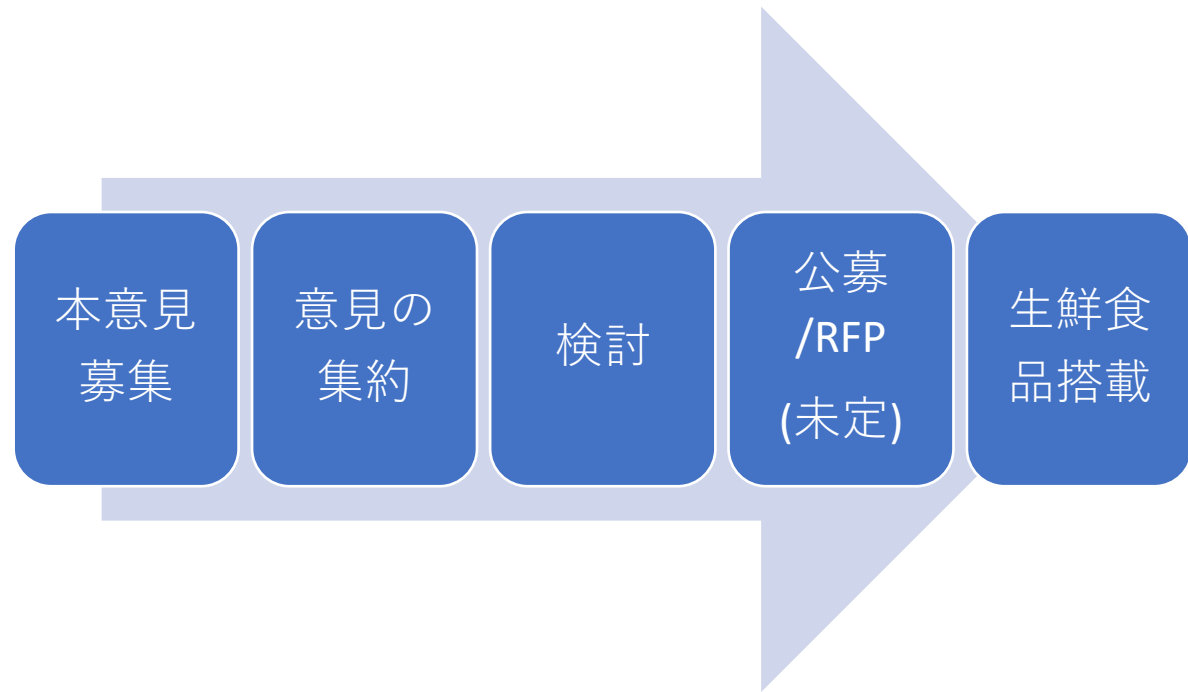 本意見
募集
意見の
集約
検討
公募
/RFP
(未定)
生鮮食
品搭載